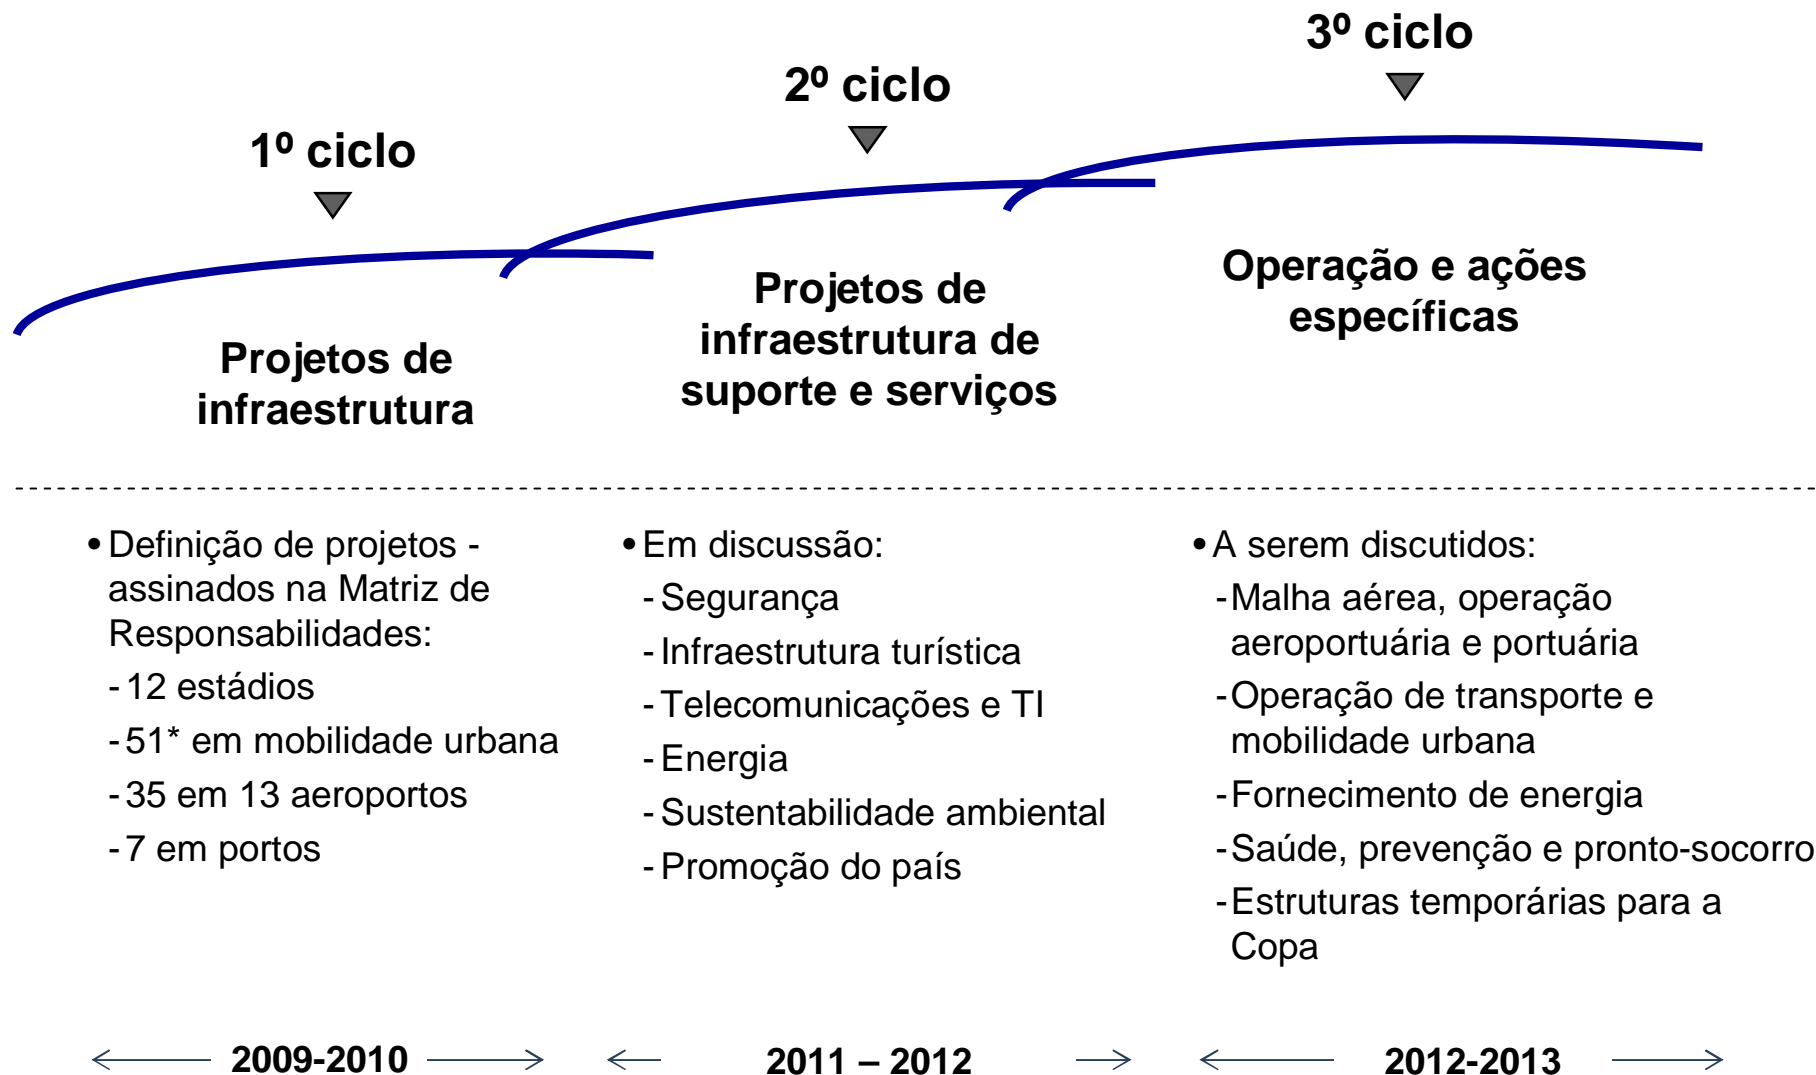 1º ciclo
Projetos de
infraestrutura
2º ciclo
Projetos de
infraestrutura de
suporte e serviços
3º ciclo
Operação e ações
específicas
•Definição de projetos -
assinados na Matriz de
Responsabilidades:
-12 estádios
-51* em mobilidade urbana
-35 em 13 aeroportos
-7 em portos
•Em discussão:
-Segurança
-Infraestrutura turística
-Telecomunicações e TI
-Energia
-Sustentabilidade ambiental
-Promoção do país
•A serem discutidos:
-Malha aérea, operação
aeroportuária e portuária
-Operação de transporte e
mobilidade urbana
-Fornecimento de energia
-Saúde, prevenção e pronto-socorro
-Estruturas temporárias para a
Copa
2009-2010
2011 – 2012
2012-2013